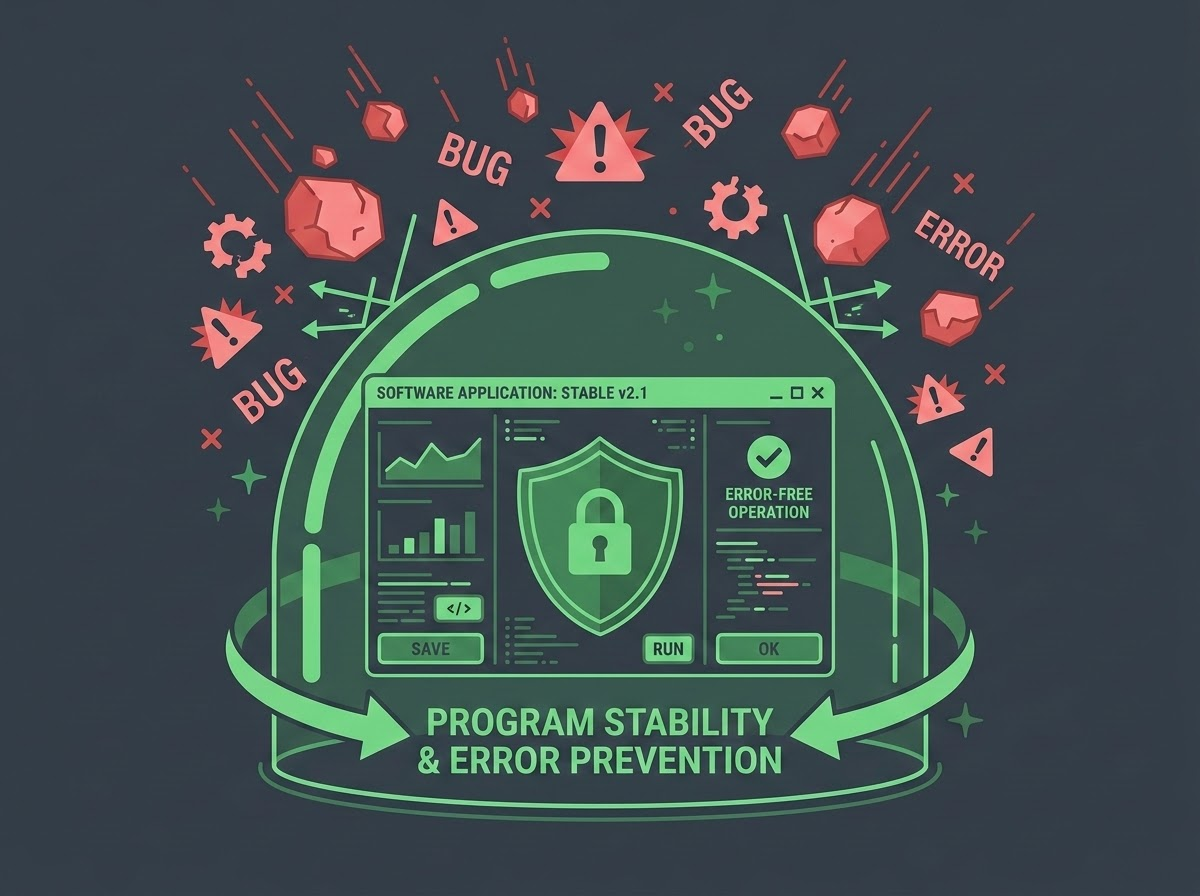 BUG
BUG
ERROR
BUG
SOFTWARE APPLICATION: STABLE v2.1
ERROR-FREE
OPERATION
</>
SAVE
RUN
OK
PROGRAM STABILITY
& ERROR PREVENTION